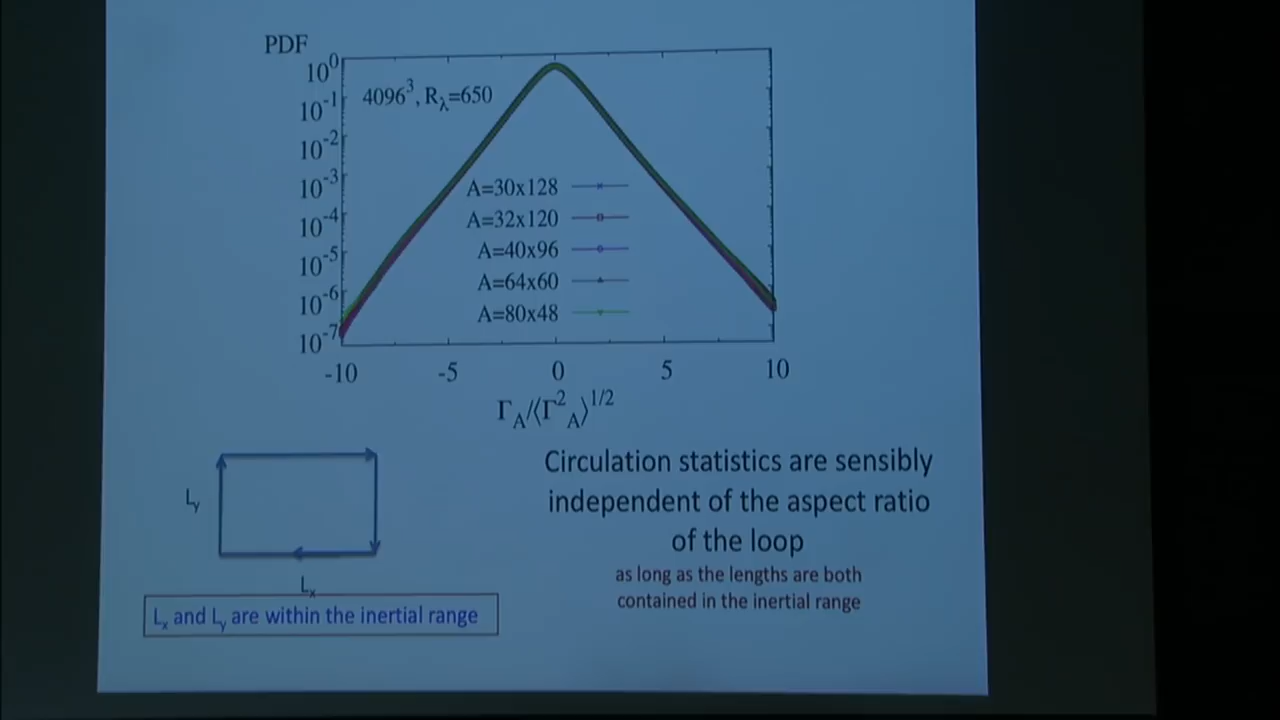 PDF
10^0
10^-1
10^-2
10^-3
10^-4
10^-5
10^-6
10^-7
4096^3, R_λ=650
A=30x128
A=32x120
A=40x96
A=64x60
A=80x48
-10 -5 0 5 10
Γ_A/⟨Γ^2_A⟩^1/2
L_y
L_x
L_x and L_y are within the inertial range
Circulation statistics are sensibly
independent of the aspect ratio
of the loop
as long as the lengths are both
contained in the inertial range